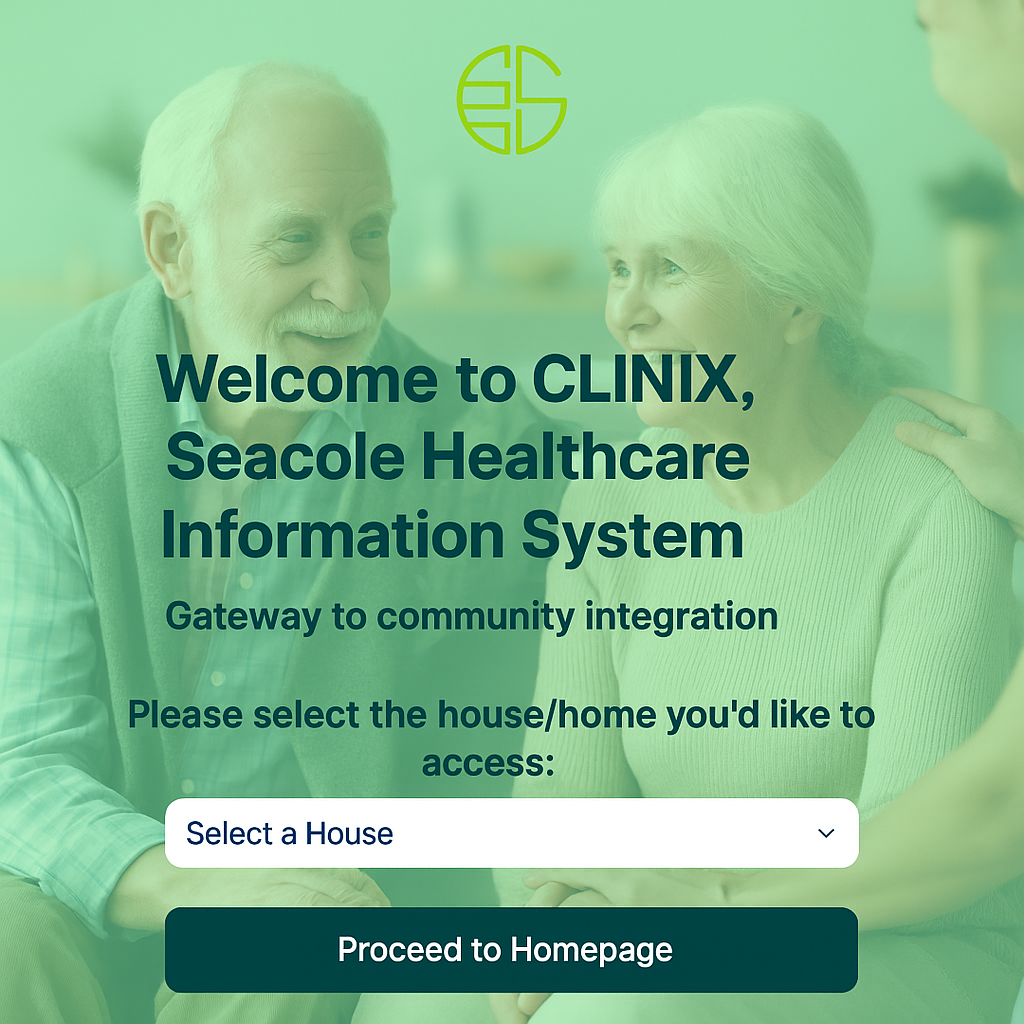 Welcome to CLINIX,
Seacole Healthcare
Information System
Gateway to community integration
Please select the house/home you'd like to
access:
Select a House
Proceed to Homepage